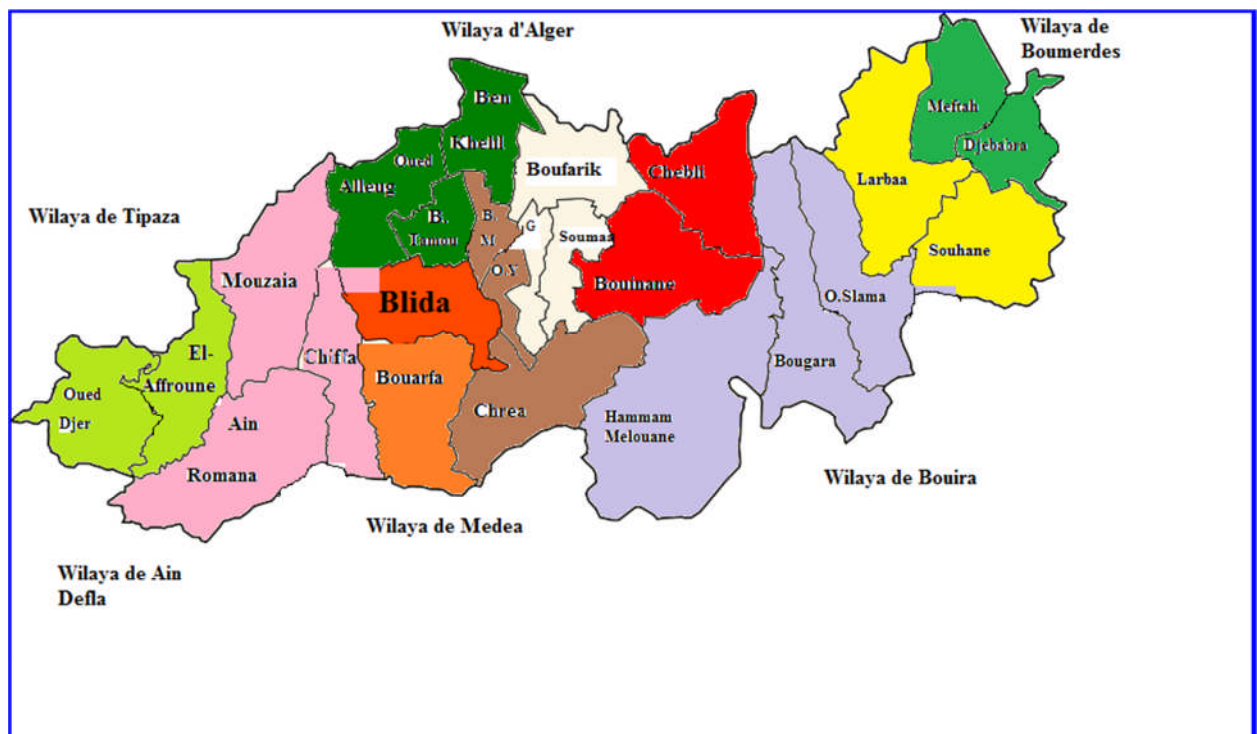 Wilaya d'Alger
Wilaya de
Boumerdes
Ben
Khelil
Meftah
Djebabra
Oued
Alleug
Boufarik
Chebli
Larbaa
Wilaya de Tipaza
B.
Tamou
B.
M
G
Soumaa
Souhane
Mouzaia
O.Y
Bouinane
O.Slama
Blida
El-
Affroune
Chiffa
Bouarfa
Bougara
Oued
Djer
Ain
Romana
Chrea
Hammam
Melouane
Wilaya de Bouira
Wilaya de Medea
Wilaya de Ain
Defla